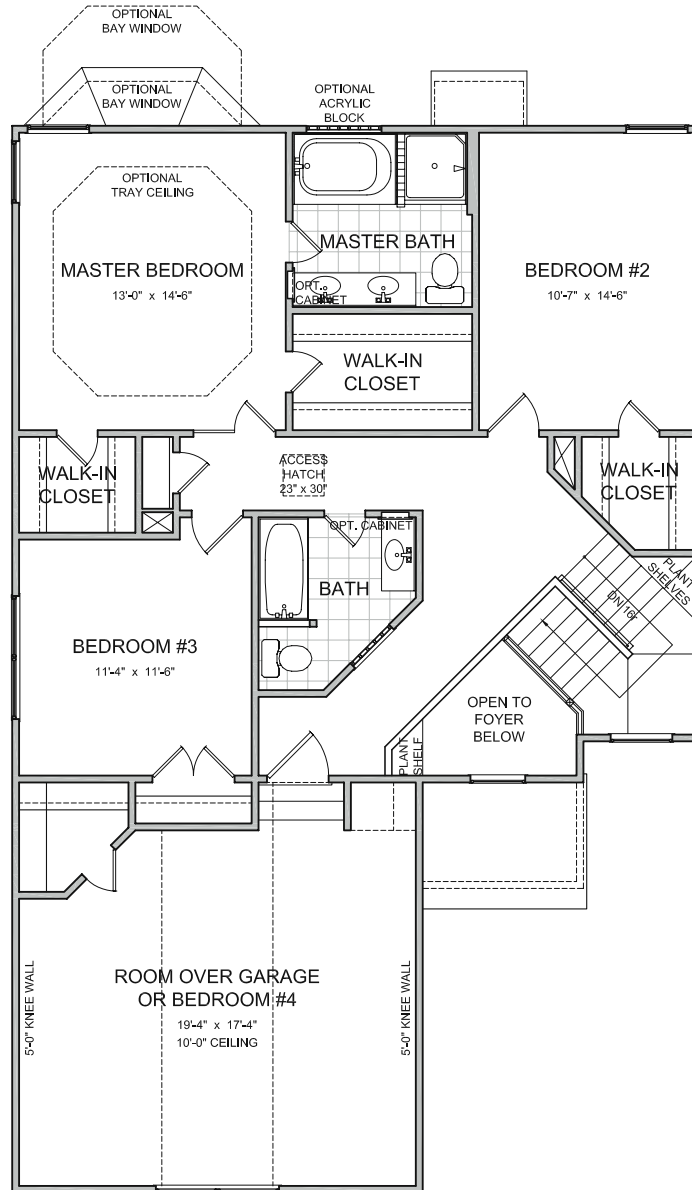 OPTIONAL
BAY WINDOW
OPTIONAL
BAY WINDOW
OPTIONAL
ACRYLIC
BLOCK
OPTIONAL
TRAY CEILING
MASTER BEDROOM
13'-0" x 14'-6"
MASTER BATH
OPT.
CABINET
BEDROOM #2
10'-7" x 14'-6"
WALK-IN
CLOSET
WALK-IN
CLOSET
ACCESS
HATCH
23" x 30"
WALK-IN
CLOSET
OPT. CABINET
BATH
PLANT
SHELVES
DN 16r
BEDROOM #3
11'-4" x 11'-6"
OPEN TO
FOYER
BELOW
PLANT
SHELF
ROOM OVER GARAGE
OR BEDROOM #4
19'-4" x 17'-4"
10'-0" CEILING
5'-0" KNEE WALL
5'-0" KNEE WALL